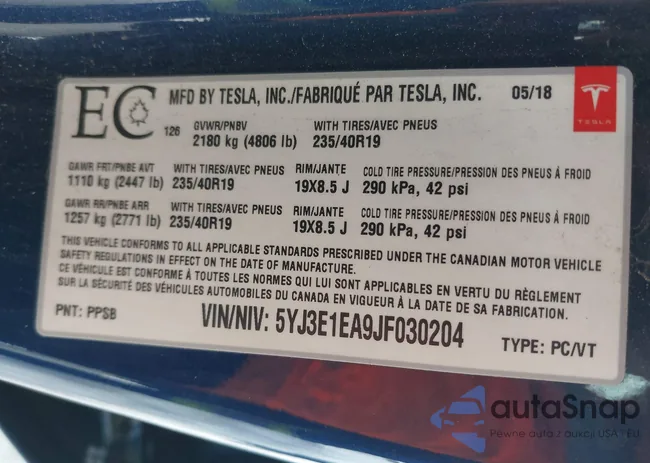 EC 126
MFD BY TESLA, INC./FABRIQUÉ PAR TESLA, INC. 05/18
TESLA
GVWR/PNBV WITH TIRES/AVEC PNEUS
2180 kg (4806 lb) 235/40R19
GAWR FRT/PNBE AVT WITH TIRES/AVEC PNEUS RIM/JANTE COLD TIRE PRESSURE/PRESSION DES PNEUS À FROID
1110 kg (2447 lb) 235/40R19 19X8.5 J 290 kPa, 42 psi
GAWR RR/PNBE ARR WITH TIRES/AVEC PNEUS RIM/JANTE COLD TIRE PRESSURE/PRESSION DES PNEUS À FROID
1257 kg (2771 lb) 235/40R19 19X8.5 J 290 kPa, 42 psi
THIS VEHICLE CONFORMS TO ALL APPLICABLE STANDARDS PRESCRIBED UNDER THE CANADIAN MOTOR VEHICLE
SAFETY REGULATIONS IN EFFECT ON THE DATE OF MANUFACTURE.
CE VÉHICULE EST CONFORME À TOUTES LES NORMES QUI LUI SONT APPLICABLES EN VERTU DU RÈGLEMENT
SUR LA SÉCURITÉ DES VÉHICULES AUTOMOBILES DU CANADA EN VIGUEUR À LA DATE DE SA FABRICATION.
PNT: PPSB VIN/NIV: 5YJ3E1EA9JF030204 TYPE: PC/VT
autaSnap
Pewne auta z aukcji USA i EU